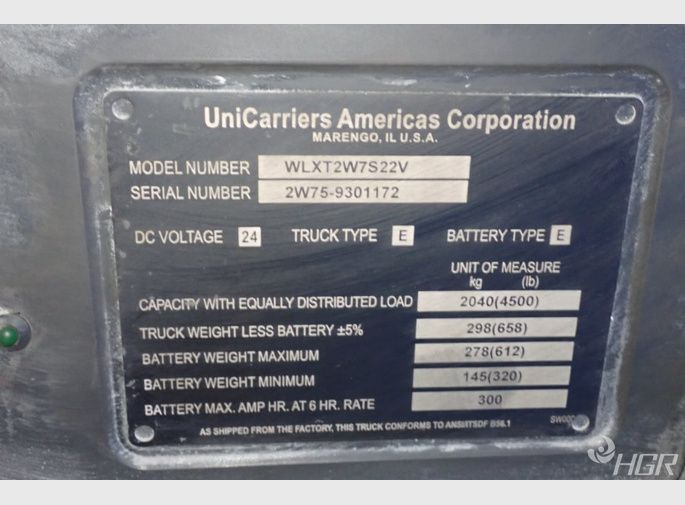 UniCarriers Americas Corporation
MARENGO, IL U.S.A.
MODEL NUMBER WLXT2W7S22V
SERIAL NUMBER 2W75-9301172
DC VOLTAGE 24 TRUCK TYPE E BATTERY TYPE E
UNIT OF MEASURE
kg (lb)
CAPACITY WITH EQUALLY DISTRIBUTED LOAD 2040(4500)
TRUCK WEIGHT LESS BATTERY ±5% 298(658)
BATTERY WEIGHT MAXIMUM 278(612)
BATTERY WEIGHT MINIMUM 145(320)
BATTERY MAX. AMP HR. AT 6 HR. RATE 300
AS SHIPPED FROM THE FACTORY, THIS TRUCK CONFORMS TO ANSI/ITSDF B56.1
HGR